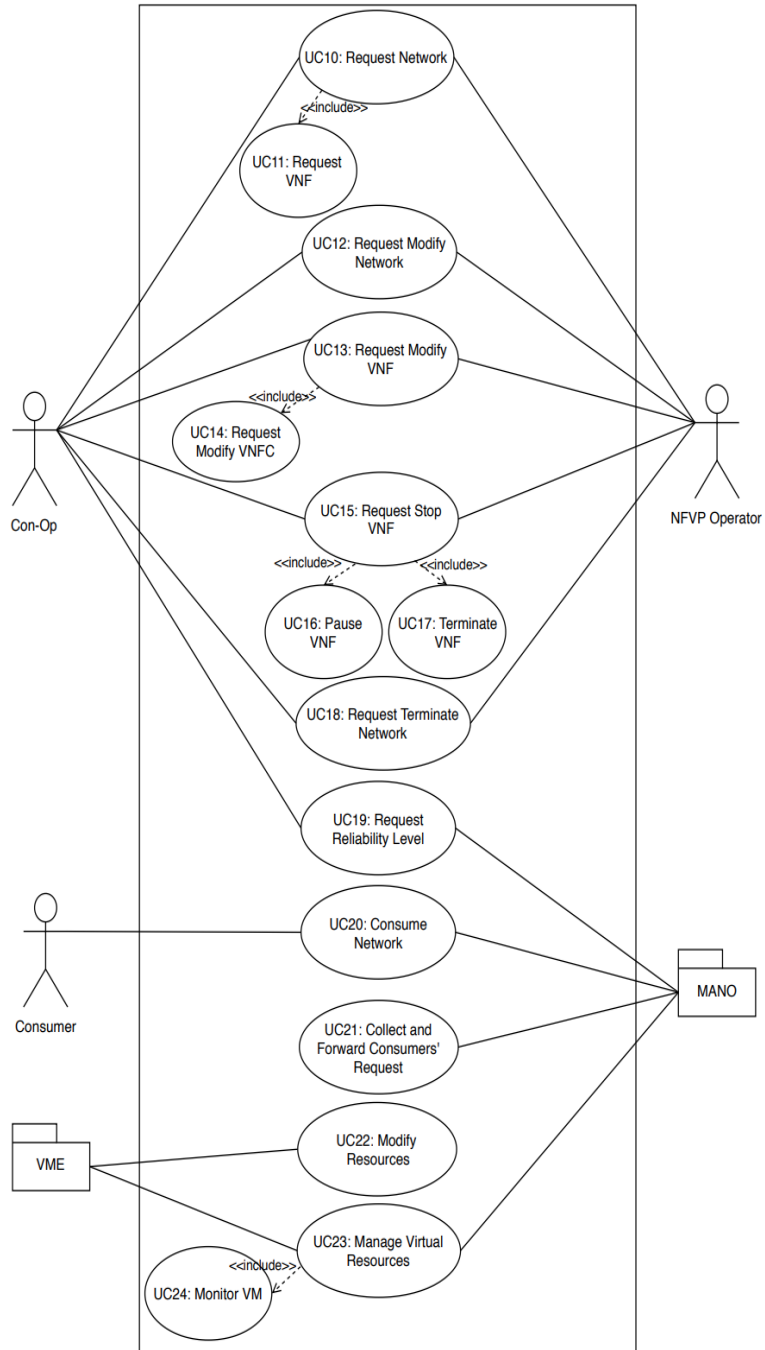 UC10: Request Network
<<include>>
UC11: Request
VNF
UC12: Request Modify
Network
UC13: Request Modify
VNF
<<include>>
UC14: Request
Modify VNFC
Con-Op
NFVP Operator
UC15: Request Stop
VNF
<<include>>
<<include>>
UC16: Pause
VNF
UC17: Terminate
VNF
UC18: Request Terminate
Network
UC19: Request
Reliability Level
UC20: Consume
Network
Consumer
MANO
UC21: Collect and
Forward Consumers'
Request
UC22: Modify
Resources
VME
UC23: Manage Virtual
Resources
<<include>>
UC24: Monitor VM